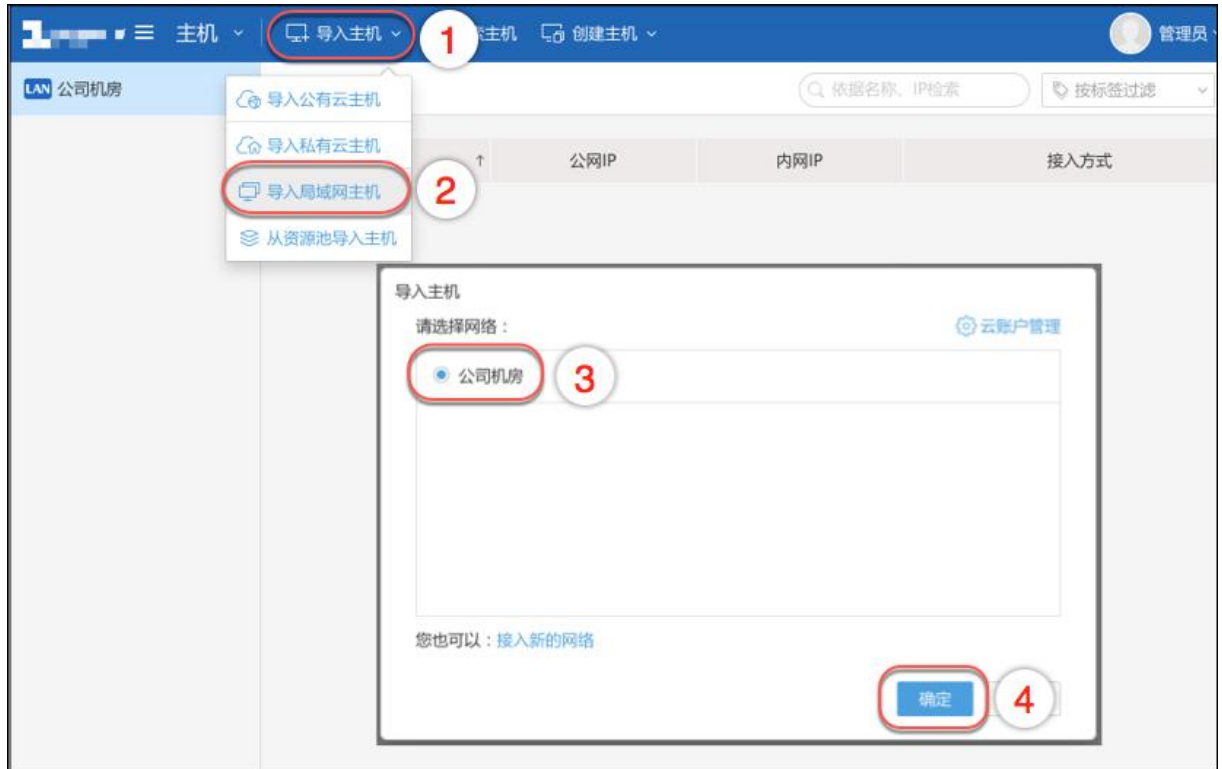 主机 导入主机 主机 创建主机 管理员
1
LAN 公司机房
依据名称、IP检索 按标签过滤
导入公有云主机
导入私有云主机
↑ 公网IP 内网IP 接入方式
导入局域网主机
2
从资源池导入主机
导入主机
请选择网络：
云账户管理
公司机房
3
您也可以：接入新的网络
确定
4